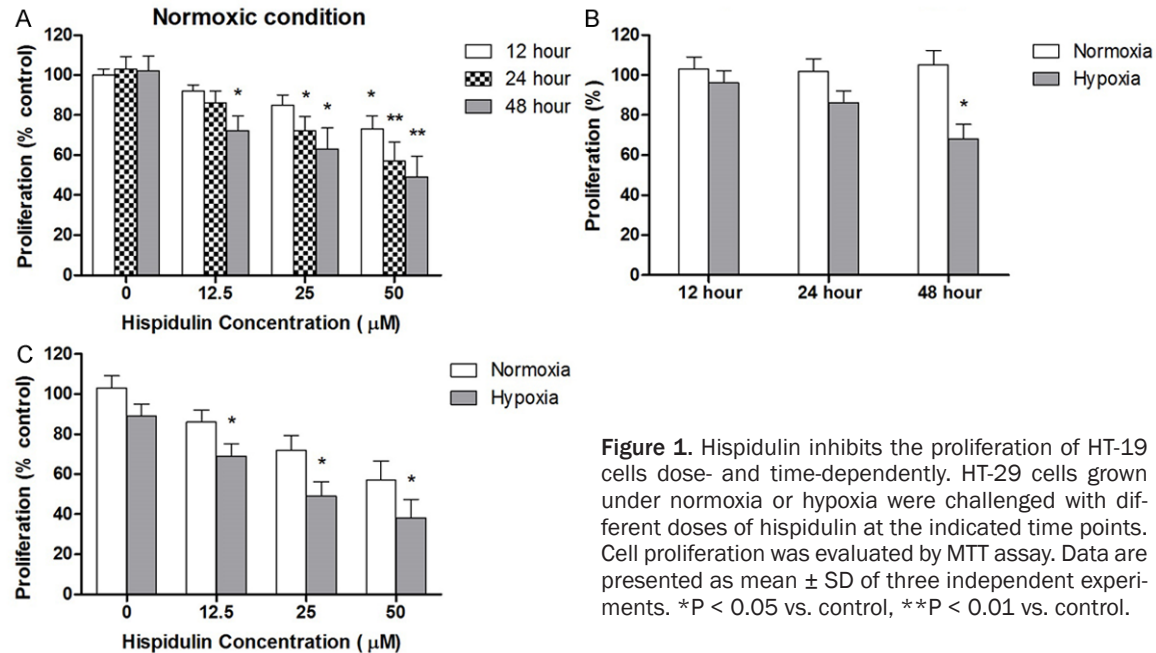 A
Normoxic condition
Proliferation (% control)
120
100
80
60
40
20
0
*
*
*
*
**
**
0 12.5 25 50
Hispidulin Concentration ( μM)
12 hour
24 hour
48 hour
B
Proliferation (%)
120
100
80
60
40
20
0
*
12 hour 24 hour 48 hour
Normoxia
Hypoxia
C
Proliferation (% control)
120
100
80
60
40
20
0
*
*
*
0 12.5 25 50
Hispidulin Concentration ( μM)
Normoxia
Hypoxia
Figure 1. Hispidulin inhibits the proliferation of HT-19
cells dose- and time-dependently. HT-29 cells grown
under normoxia or hypoxia were challenged with dif-
ferent doses of hispidulin at the indicated time points.
Cell proliferation was evaluated by MTT assay. Data are
presented as mean ± SD of three independent experi-
ments. *P < 0.05 vs. control, **P < 0.01 vs. control.